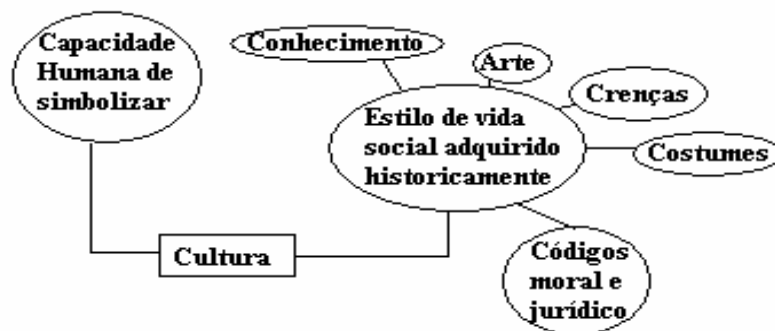 Capacidade
Humana de
simbolizar
Conhecimento
Arte
Crenças
Estilo de vida
social adquirido
historicamente
Costumes
Cultura
Códigos
moral e
jurídico